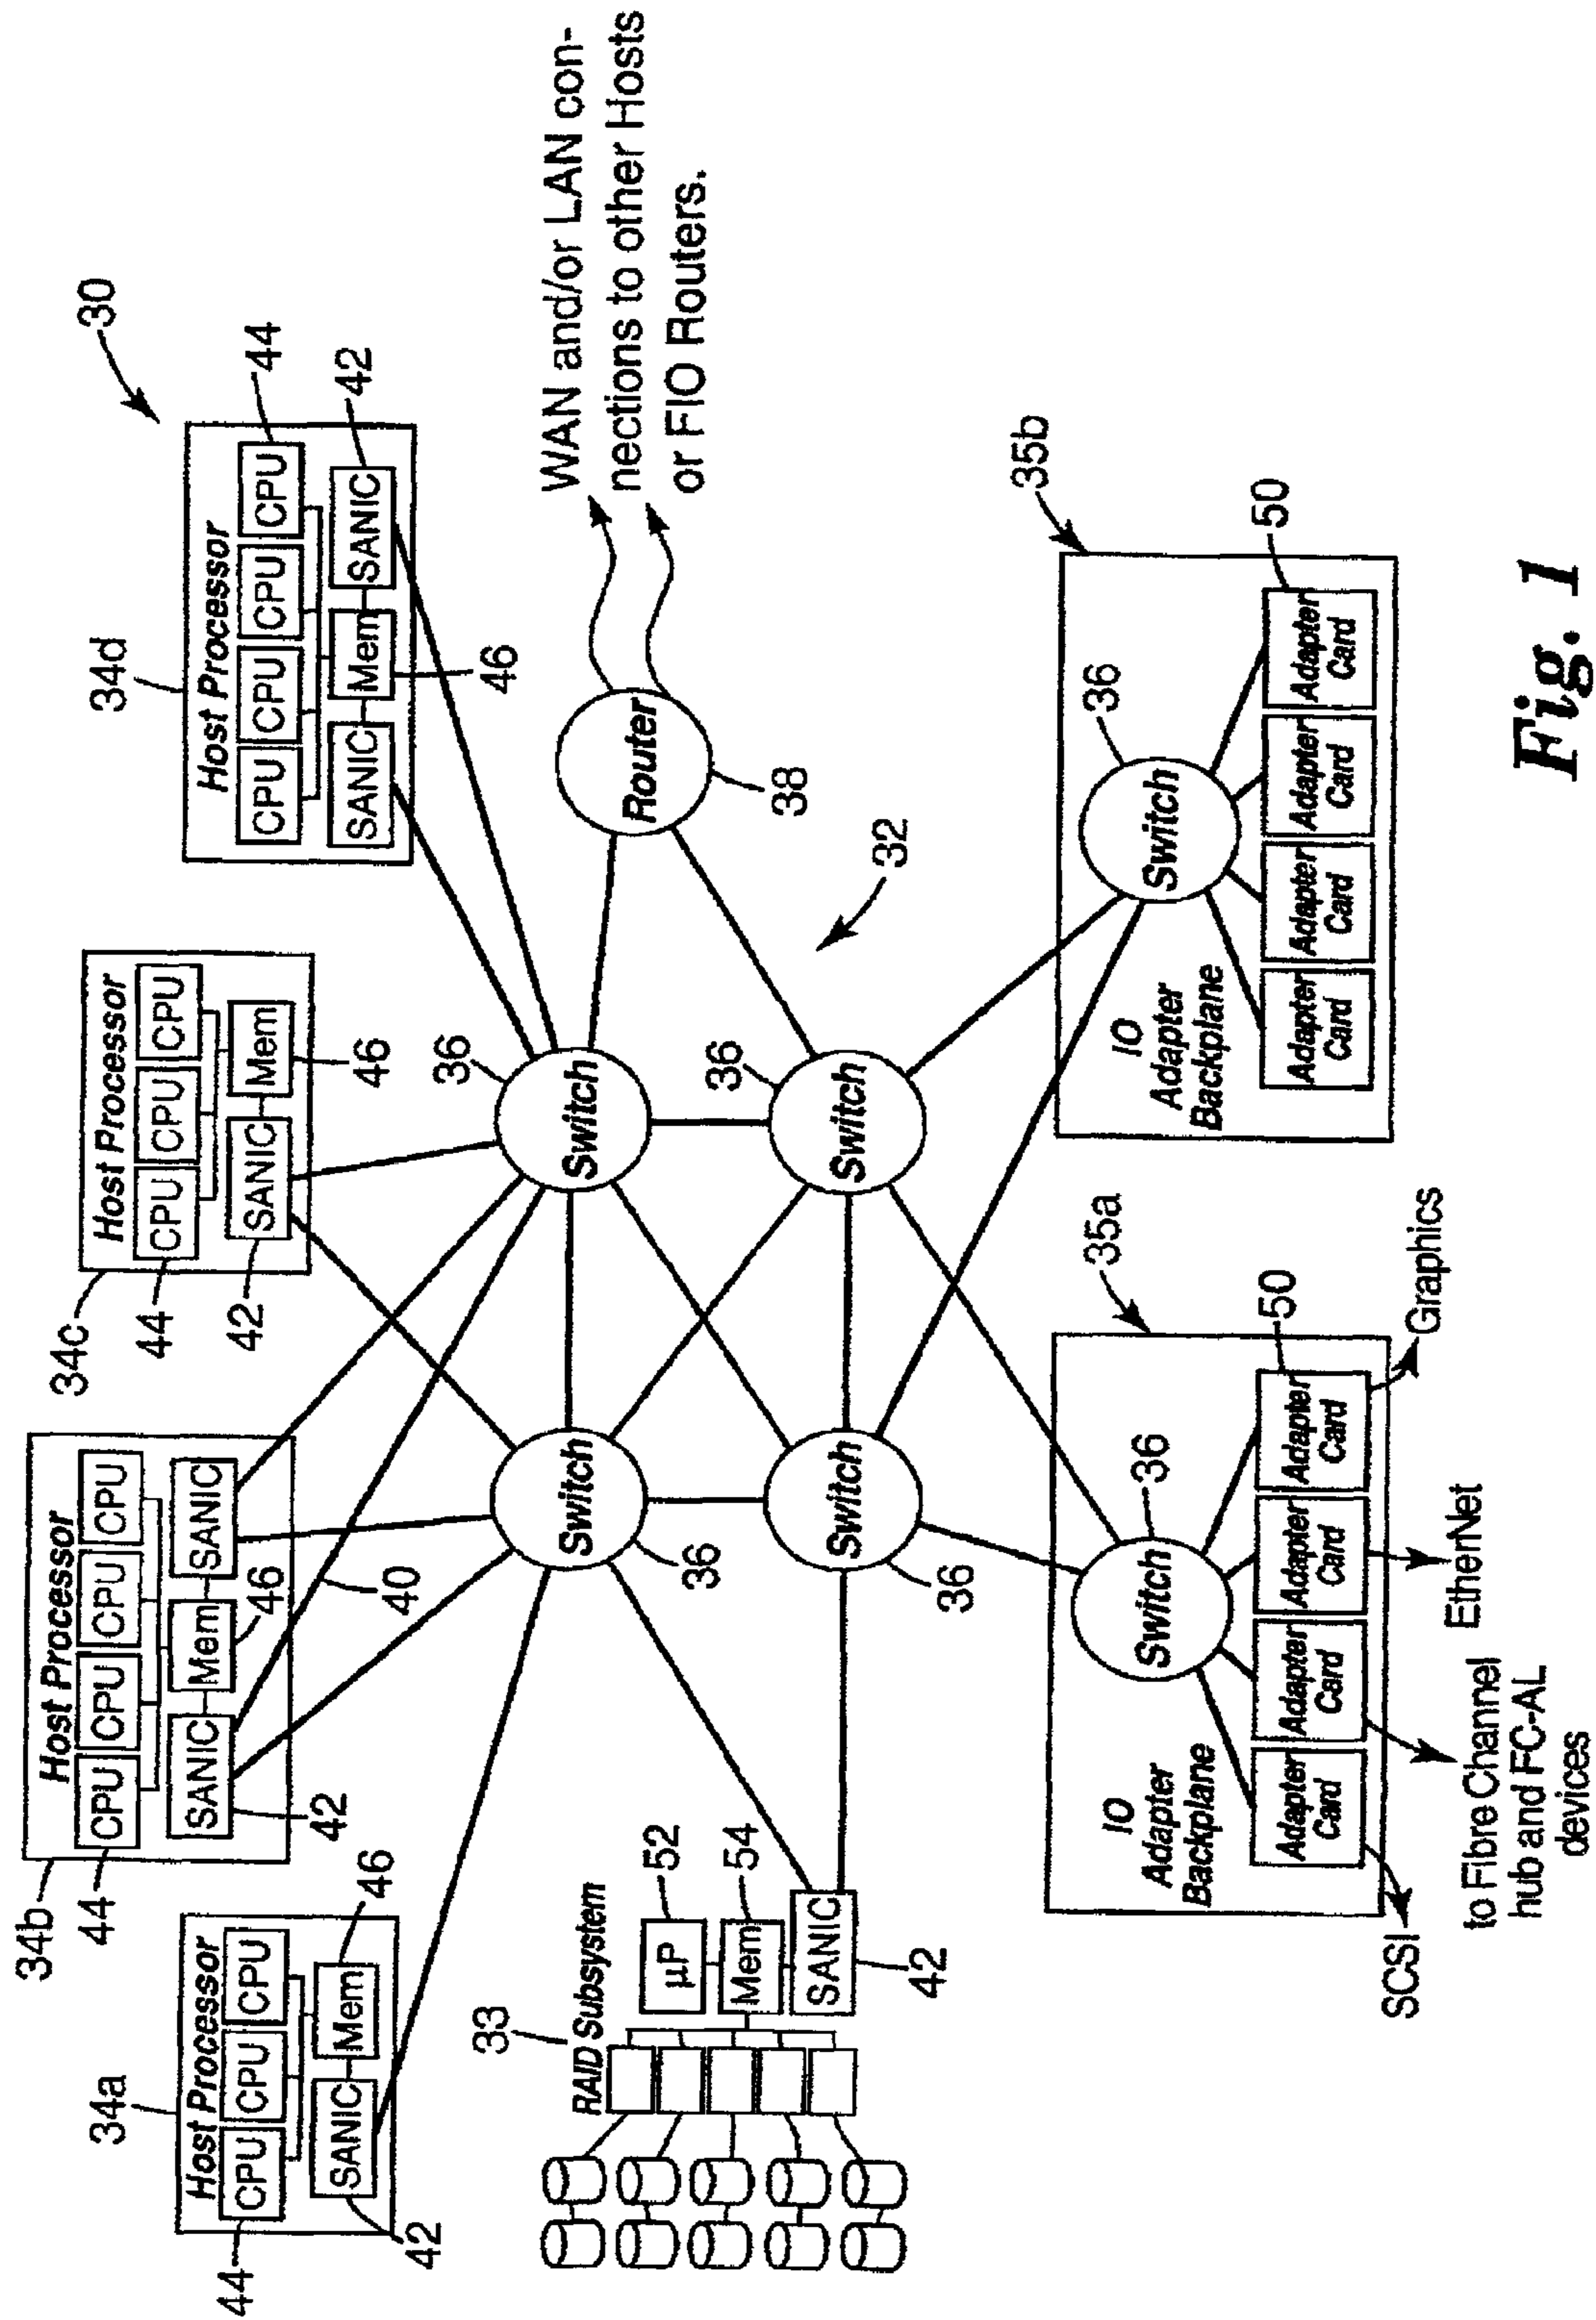 30
34a
Host Processor
CPU
CPU
CPU
44
SANIC
Mem
42
46
34b
Host Processor
CPU
CPU
CPU
CPU
44
SANIC
Mem
SANIC
42
46
40
34c
Host Processor
CPU
CPU
CPU
44
SANIC
Mem
42
46
34d
Host Processor
CPU
CPU
CPU
CPU
44
SANIC
Mem
SANIC
42
46
Switch
36
Switch
36
Switch
36
Switch
36
Router
38
32
WAN and/or LAN con-
nections to other Hosts
or FIO Routers.
33
RAID Subsystem
µP
52
Mem
54
SANIC
42
35a
IO
Adapter
Backplane
Switch
36
Adapter
Card
Adapter
Card
Adapter
Card
Adapter
Card
50
SCSI
to Fibre Channel
hub and FC-AL
devices
EtherNet
Graphics
35b
IO
Adapter
Backplane
Switch
36
Adapter
Card
Adapter
Card
Adapter
Card
Adapter
Card
50
Fig. 1